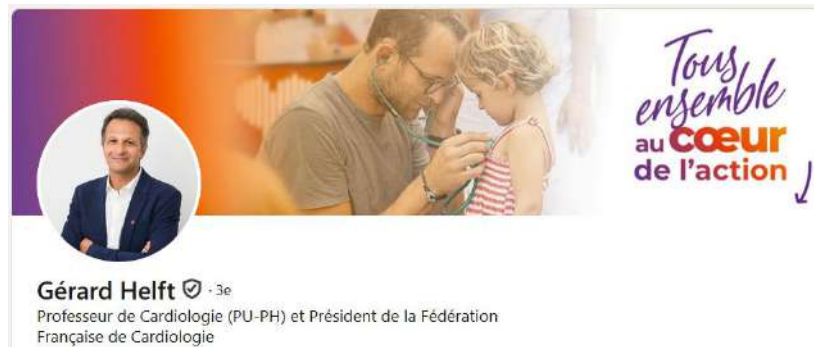 Tous
ensemble
au cœur
de l'action
Gérard Helft · 3e
Professeur de Cardiologie (PU-PH) et Président de la Fédération
Française de Cardiologie